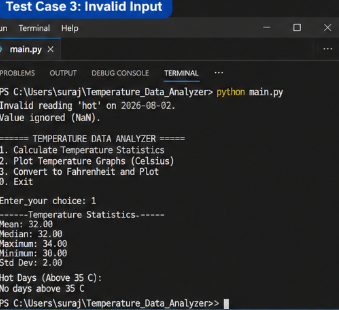 Test Case 3: Invalid Input
un Terminal Help
main.py ×
PROBLEMS OUTPUT DEBUG CONSOLE TERMINAL ···
PS C:\Users\suraj\Temperature_Data_Analyzer> python main.py
Invalid reading 'hot' on 2026-08-02.
Value ignored (NaN).
====== TEMPERATURE DATA ANALYZER =====
1. Calculate Temperature Statistics
2. Plot Temperature Graphs (Celsius)
3. Convert to Fahrenheit and Plot
0. Exit
Enter your choice: 1
------Temperature Statistics------
Mean: 32.00
Median: 32.00
Maximum: 34.00
Minimum: 30.00
Std Dev: 2.00
Hot Days (Above 35 C):
No days above 35 C
PS C:\Users\suraj\Temperature_Data_Analyzer>>